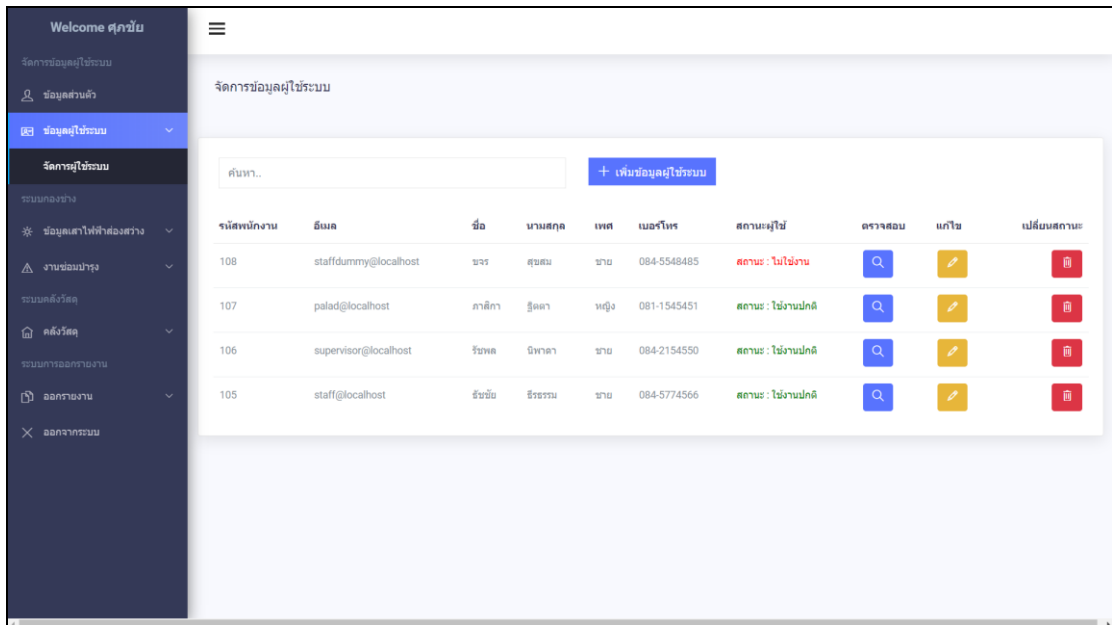 Welcome ศุภชัย
จัดการข้อมูลผู้ใช้ระบบ
ข้อมูลส่วนตัว
ข้อมูลผู้ใช้ระบบ
จัดการผู้ใช้ระบบ
ระบบกองช่าง
ข้อมูลเสาไฟฟ้าส่องสว่าง
งานซ่อมบำรุง
ระบบคลังวัสดุ
คลังวัสดุ
ระบบการออกรายงาน
ออกรายงาน
ออกจากระบบ
จัดการข้อมูลผู้ใช้ระบบ
ค้นหา.. + เพิ่มข้อมูลผู้ใช้ระบบ
รหัสพนักงาน อีเมล ชื่อ นามสกุล เพศ เบอร์โทร สถานะผู้ใช้ ตรวจสอบ แก้ไข เปลี่ยนสถานะ
108 staffdummy@localhost ขจร สุขสม ชาย 084-5548485 สถานะ : ไม่ใช้งาน
107 palad@localhost ภาติกา ฐิตตา หญิง 081-1545451 สถานะ : ใช้งานปกติ
106 supervisor@localhost รัชพล นิพาดา ชาย 084-2154550 สถานะ : ใช้งานปกติ
105 staff@localhost ธัชชัย ธีรธรรม ชาย 084-5774566 สถานะ : ใช้งานปกติ